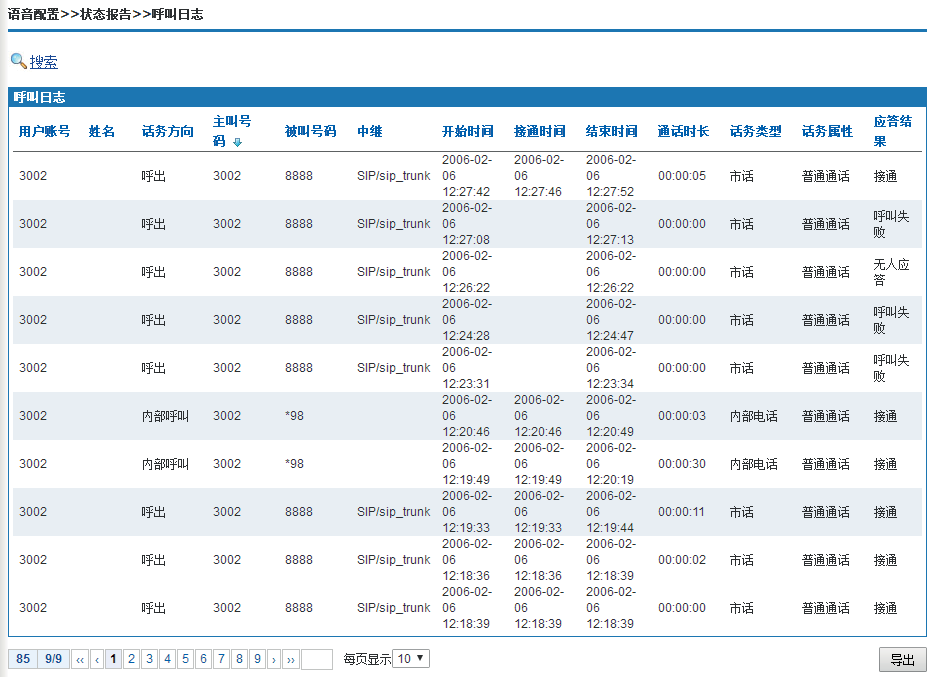 语音配置>>状态报告>>呼叫日志
搜索
呼叫日志
用户账号 姓名 话务方向 主叫号码 被叫号码 中继 开始时间 接通时间 结束时间 通话时长 话务类型 话务属性 应答结果
3002 呼出 3002 8888 SIP/sip_trunk 2006-02-06 12:27:42 2006-02-06 12:27:46 2006-02-06 12:27:52 00:00:05 市话 普通通话 接通
3002 呼出 3002 8888 SIP/sip_trunk 2006-02-06 12:27:08 2006-02-06 12:27:13 00:00:00 市话 普通通话 呼叫失败
3002 呼出 3002 8888 SIP/sip_trunk 2006-02-06 12:26:22 2006-02-06 12:26:22 00:00:00 市话 普通通话 无人应答
3002 呼出 3002 8888 SIP/sip_trunk 2006-02-06 12:24:28 2006-02-06 12:24:47 00:00:00 市话 普通通话 呼叫失败
3002 呼出 3002 8888 SIP/sip_trunk 2006-02-06 12:23:31 2006-02-06 12:23:34 00:00:00 市话 普通通话 呼叫失败
3002 内部呼叫 3002 *98 2006-02-06 12:20:46 2006-02-06 12:20:46 2006-02-06 12:20:49 00:00:03 内部电话 普通通话 接通
3002 内部呼叫 3002 *98 2006-02-06 12:19:49 2006-02-06 12:19:49 2006-02-06 12:20:19 00:00:30 内部电话 普通通话 接通
3002 呼出 3002 8888 SIP/sip_trunk 2006-02-06 12:19:33 2006-02-06 12:19:33 2006-02-06 12:19:44 00:00:11 市话 普通通话 接通
3002 呼出 3002 8888 SIP/sip_trunk 2006-02-06 12:18:36 2006-02-06 12:18:36 2006-02-06 12:18:39 00:00:02 市话 普通通话 接通
3002 呼出 3002 8888 SIP/sip_trunk 2006-02-06 12:18:39 2006-02-06 12:18:39 2006-02-06 12:18:39 00:00:00 市话 普通通话 接通
85 9/9 ‹‹ ‹ 1 2 3 4 5 6 7 8 9 › ›› 每页显示 10 导出